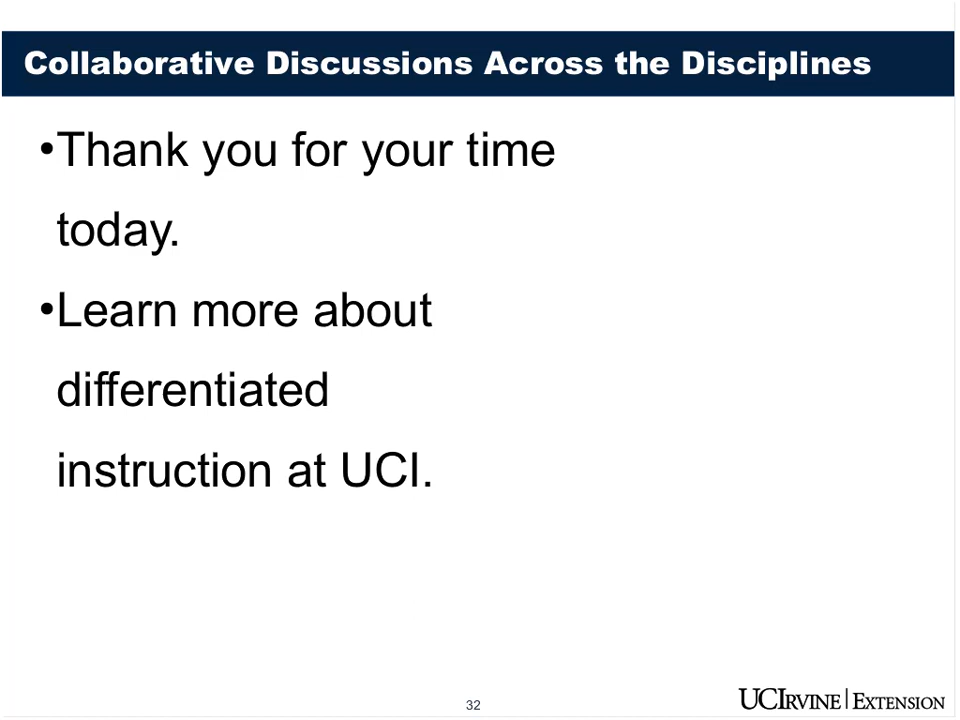 Collaborative Discussions Across the Disciplines
•Thank you for your time
today.
•Learn more about
differentiated
instruction at UCI.
32
UCIRVINE | EXTENSION